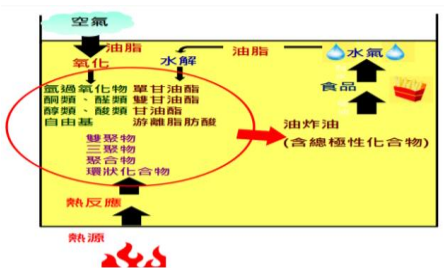 空氣
油脂
氧化
水解
油脂
水氣
食品
氫過氧化物 單甘油酯
酮類、醛類 雙甘油酯
醇類、酸類 甘油酯
自由基 游離脂肪酸
雙聚物
三聚物
聚合物
環狀化合物
油炸油
(含總極性化合物)
熱反應
熱源